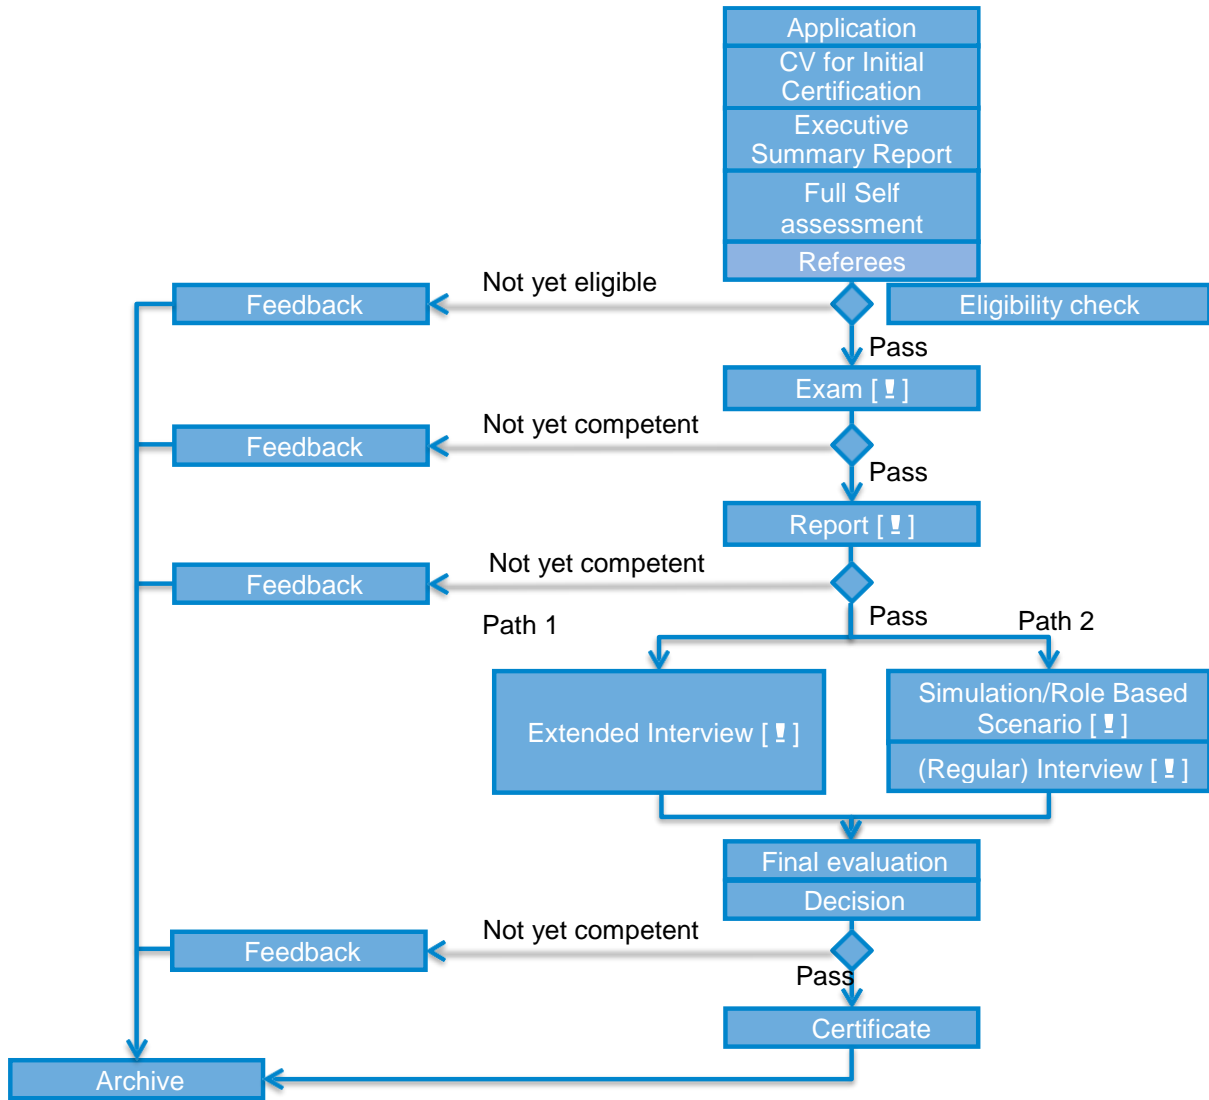 Application
CV for Initial
Certification
Executive
Summary Report
Full Self
assessment
Referees
Not yet eligible
Feedback
Eligibility check
Pass
Exam [ ! ]
Not yet competent
Feedback
Pass
Report [ ! ]
Not yet competent
Feedback
Pass
Path 1
Path 2
Extended Interview [ ! ]
Simulation/Role Based
Scenario [ ! ]
(Regular) Interview [ ! ]
Final evaluation
Decision
Not yet competent
Feedback
Pass
Certificate
Archive